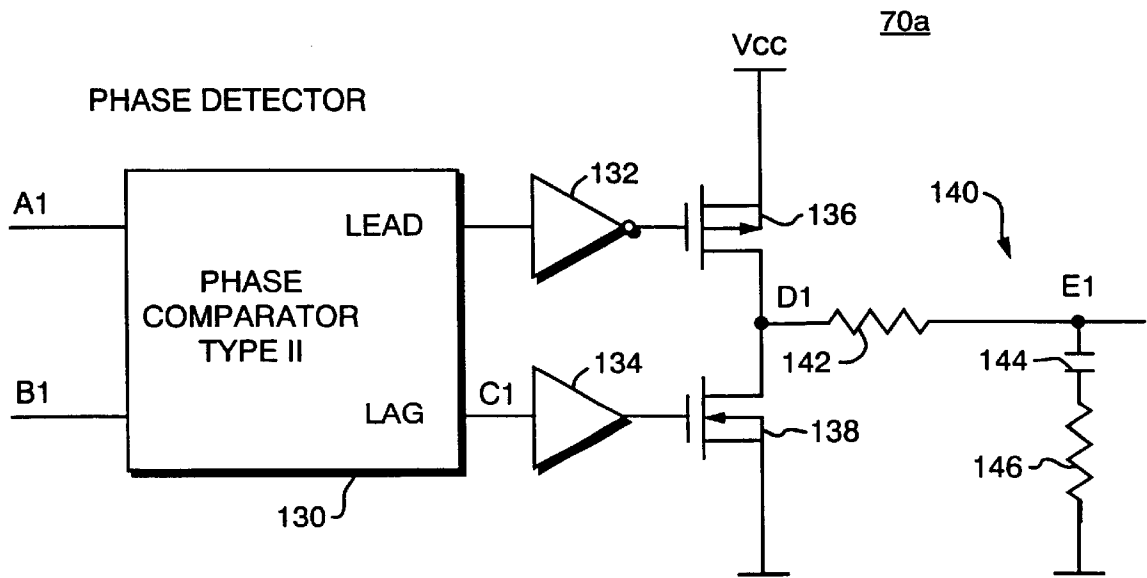 70a
Vcc
PHASE DETECTOR
132
A1
LEAD
136
140
PHASE
COMPARATOR
TYPE II
D1
E1
142
144
134
B1
C1
LAG
138
146
130